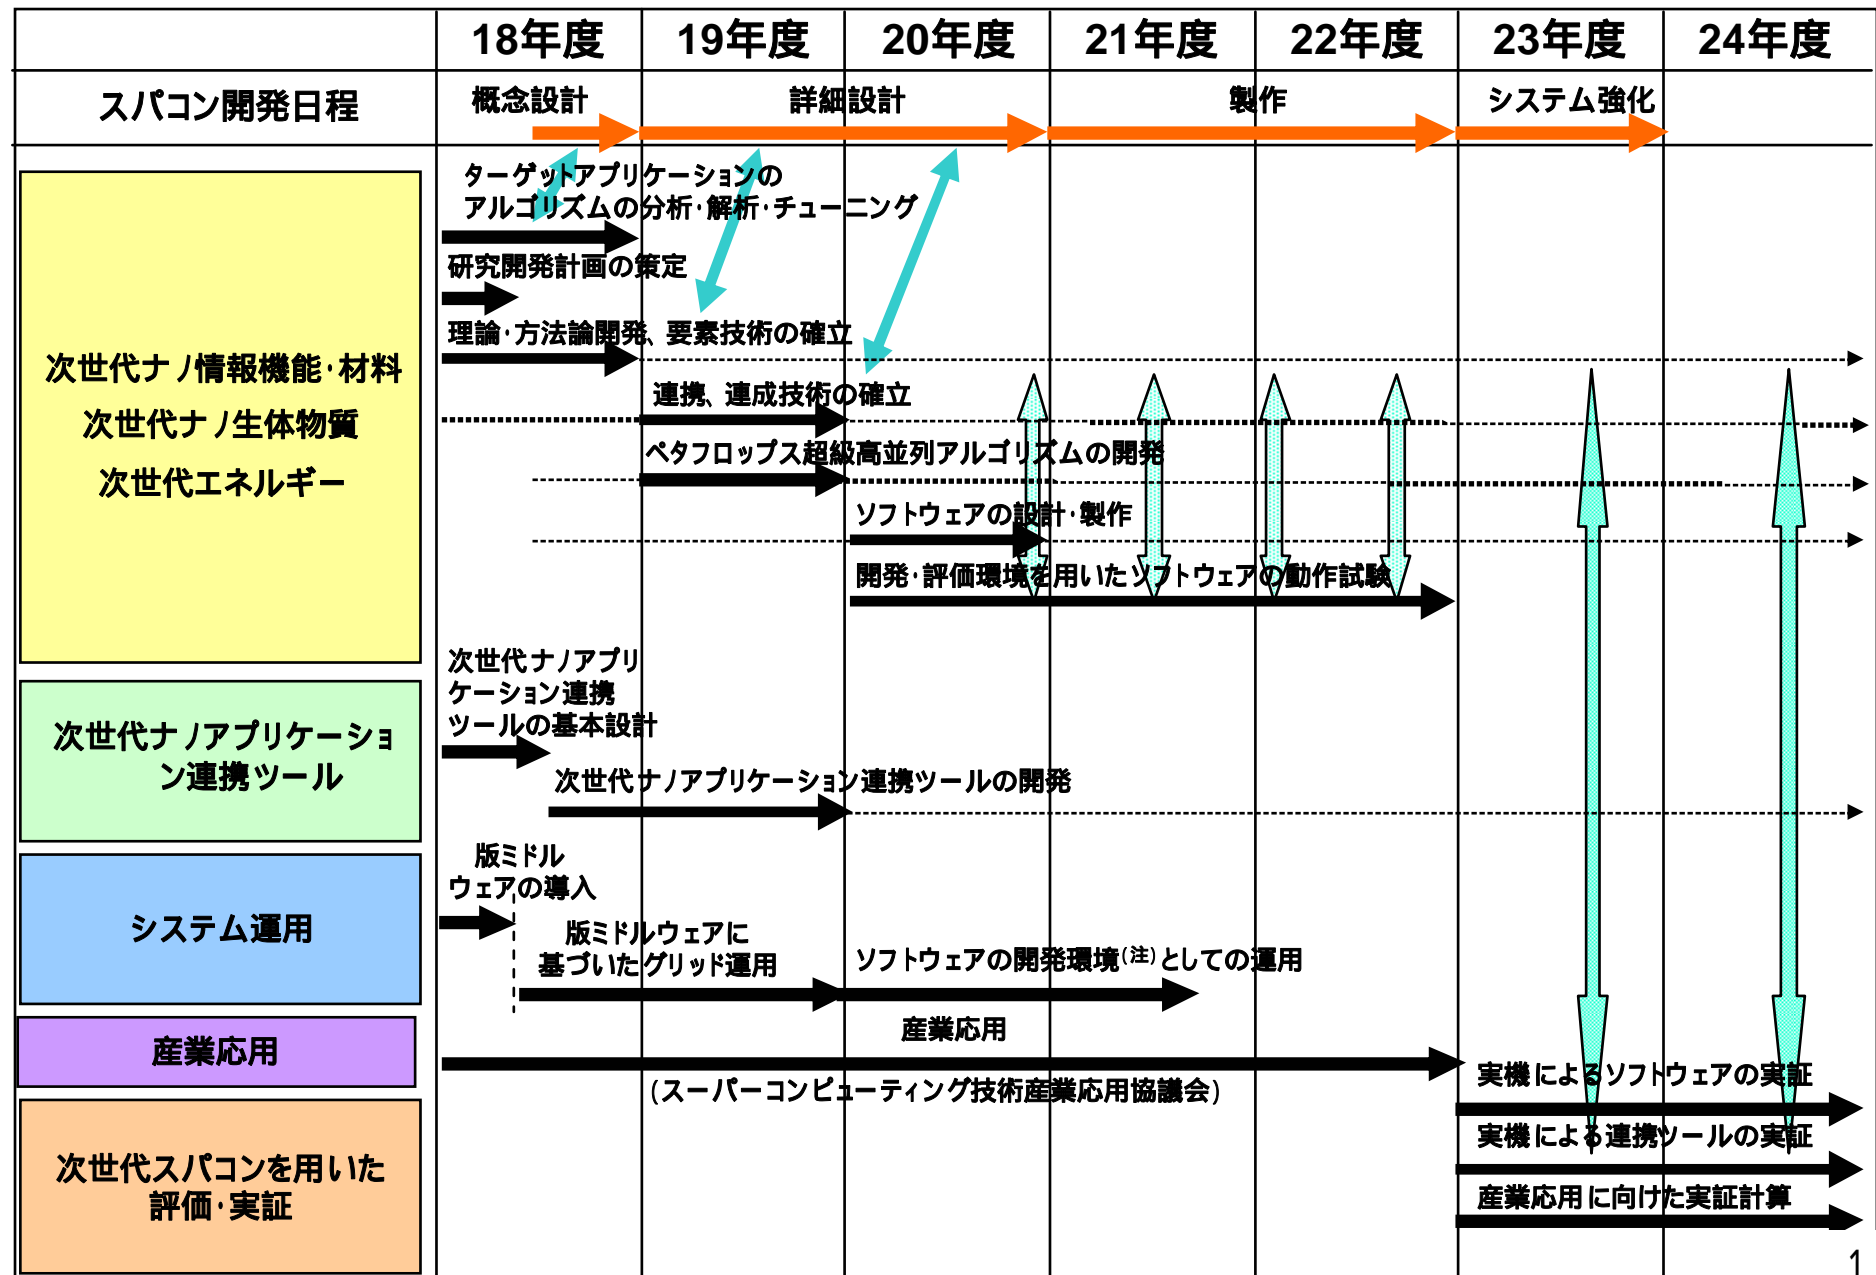 18年度 19年度 20年度 21年度 22年度 23年度 24年度
スパコン開発日程
概念設計 詳細設計 製作 システム強化
次世代ナノ情報機能・材料
次世代ナノ生体物質
次世代エネルギー
ターゲットアプリケーションの
アルゴリズムの分析・解析・チューニング
研究開発計画の策定
理論・方法論開発、要素技術の確立
連携、連成技術の確立
ペタフロップス超級高並列アルゴリズムの開発
ソフトウェアの設計・製作
開発・評価環境を用いたソフトウェアの動作試験
次世代ナノアプリケーショ
ン連携ツール
次世代ナノアプリ
ケーション連携
ツールの基本設計
次世代ナノアプリケーション連携ツールの開発
システム運用
版ミドル
ウェアの導入
版ミドルウェアに
基づいたグリッド運用
ソフトウェアの開発環境(注)としての運用
産業応用
産業応用
(スーパーコンピューティング技術産業応用協議会)
次世代スパコンを用いた
評価・実証
実機によるソフトウェアの実証
実機による連携ツールの実証
産業応用に向けた実証計算
1